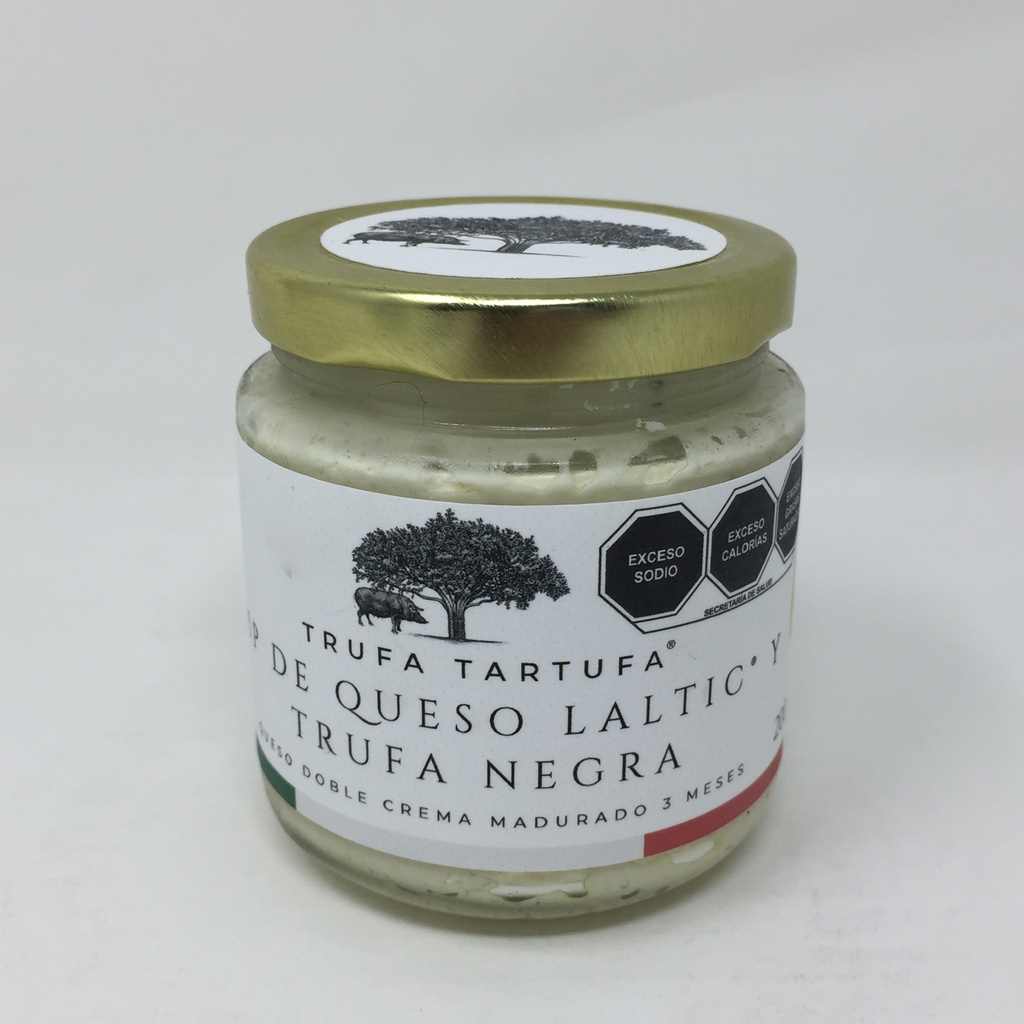 EXCESO
SODIO
EXCESO
CALORÍAS
EXCESO
SECRETARÍA DE SALUD
TRUFA TARTUFA®
DE QUESO LALTIC® Y
TRUFA NEGRA
QUESO DOBLE CREMA MADURADO 3 MESES